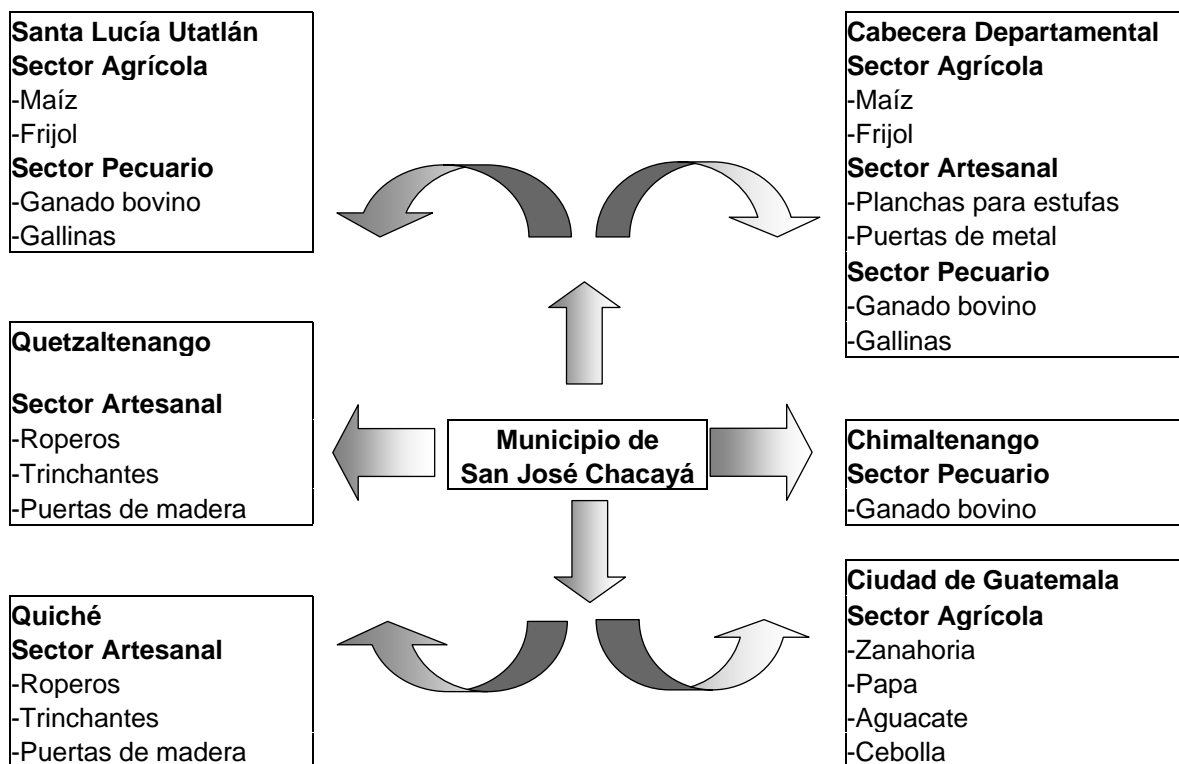 Santa Lucía Utatlán
Sector Agrícola
-Maíz
-Frijol
Sector Pecuario
-Ganado bovino
-Gallinas
Cabecera Departamental
Sector Agrícola
-Maíz
-Frijol
Sector Artesanal
-Planchas para estufas
-Puertas de metal
Sector Pecuario
-Ganado bovino
-Gallinas
Quetzaltenango
Sector Artesanal
-Roperos
-Trinchantes
-Puertas de madera
Municipio de
San José Chacayá
Chimaltenango
Sector Pecuario
-Ganado bovino
Quiché
Sector Artesanal
-Roperos
-Trinchantes
-Puertas de madera
Ciudad de Guatemala
Sector Agrícola
-Zanahoria
-Papa
-Aguacate
-Cebolla